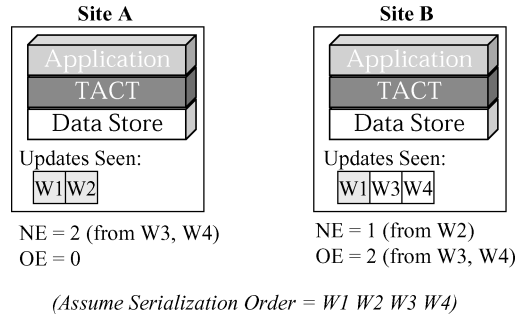 Site A
Application
TACT
Data Store
Updates Seen:
W1 W2
NE = 2 (from W3, W4)
OE = 0
Site B
Application
TACT
Data Store
Updates Seen:
W1 W3 W4
NE = 1 (from W2)
OE = 2 (from W3, W4)
(Assume Serialization Order = W1 W2 W3 W4)